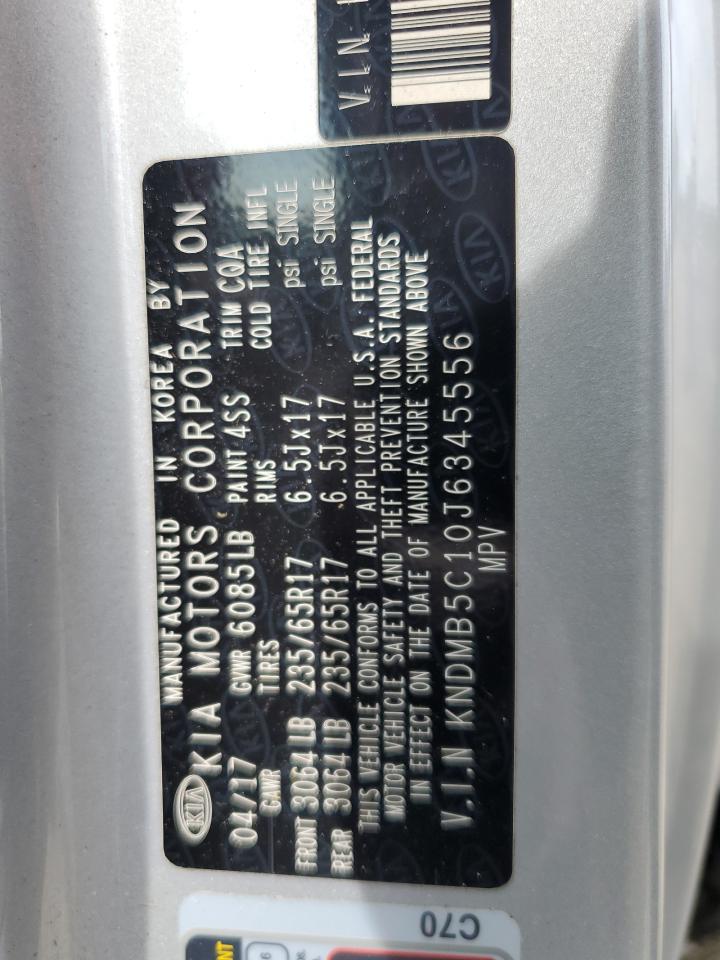 MANUFACTURED IN KOREA BY
KIA KIA MOTORS CORPORATION
04/17 GWR 6085LB PAINT 4SS TRIM CQA
GAWR TIRES RIMS COLD TIRE INFL
FRONT 3064LB 235/65R17 6.5Jx17 psi SINGLE
REAR 3064LB 235/65R17 6.5Jx17 psi SINGLE
THIS VEHICLE CONFORMS TO ALL APPLICABLE U.S.A. FEDERAL
MOTOR VEHICLE SAFETY AND THEFT PREVENTION STANDARDS
IN EFFECT ON THE DATE OF MANUFACTURE SHOWN ABOVE
V.I.N KNDMB5C10J6345556
MPV
V.I.N.
C70